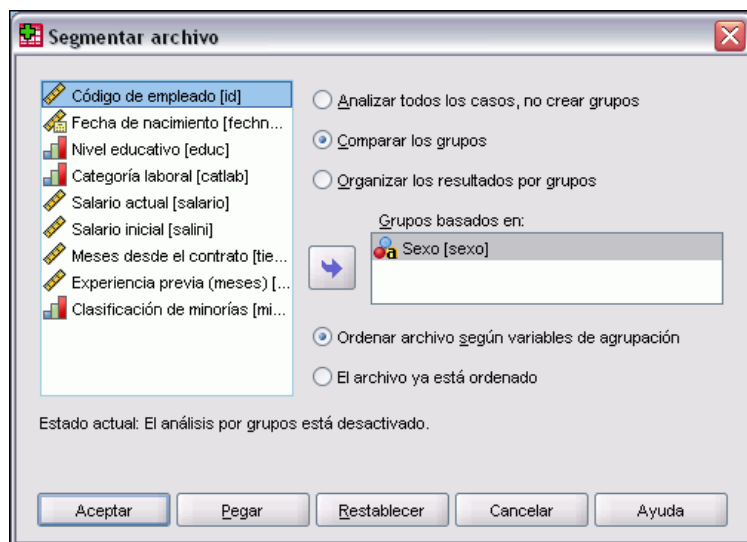 Segmentar archivo
Código de empleado [id]
Fecha de nacimiento [fechn...
Nivel educativo [educ]
Categoría laboral [catlab]
Salario actual [salario]
Salario inicial [salini]
Meses desde el contrato [tie...
Experiencia previa (meses) [...
Clasificación de minorías [mi...
Analizar todos los casos, no crear grupos
Comparar los grupos
Organizar los resultados por grupos
Grupos basados en:
Sexo [sexo]
Ordenar archivo según variables de agrupación
El archivo ya está ordenado
Estado actual: El análisis por grupos está desactivado.
Aceptar
Pegar
Restablecer
Cancelar
Ayuda